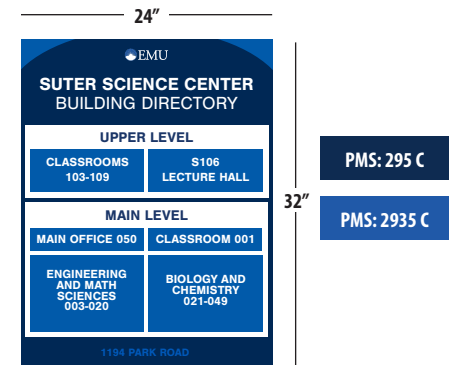 24”
EMU
SUTER SCIENCE CENTER
BUILDING DIRECTORY
UPPER LEVEL
CLASSROOMS
103-109
S106
LECTURE HALL
MAIN LEVEL
MAIN OFFICE 050
CLASSROOM 001
ENGINEERING
AND MATH
SCIENCES
003-020
BIOLOGY AND
CHEMISTRY
021-049
1194 PARK ROAD
32”
PMS: 295 C
PMS: 2935 C